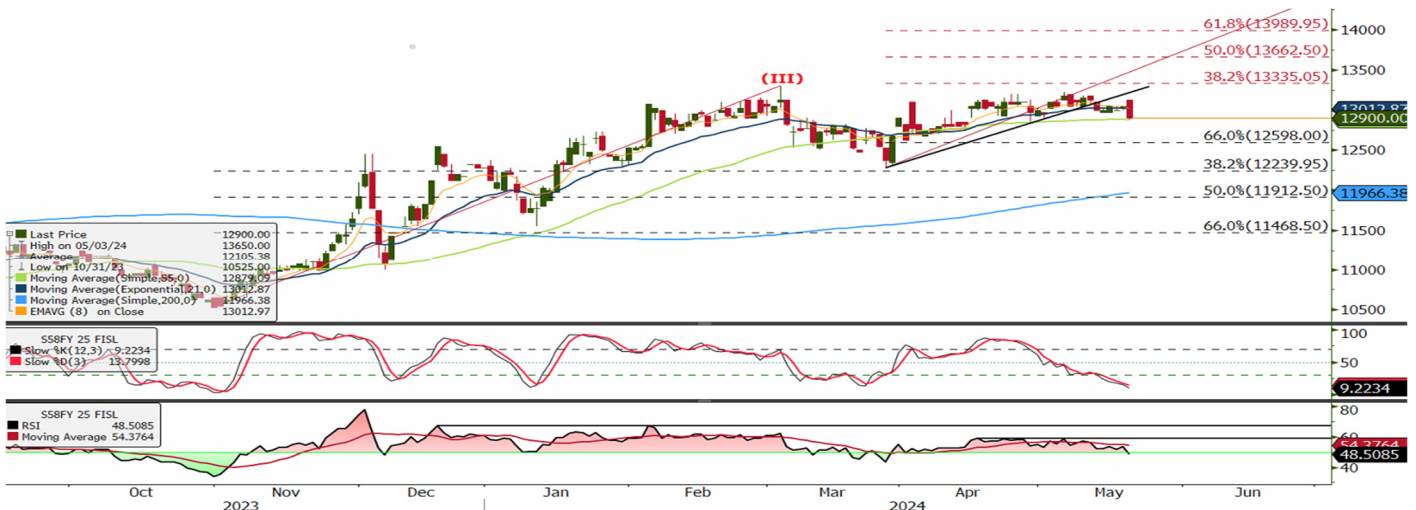 61.8%(13989.95)
14000
50.0%(13662.50)
13500
(III)
38.2%(13335.05)
13012.87
12900.00
66.0%(12598.00)
12500
38.2%(12239.95)
11966.38
50.0%(11912.50)
66.0%(11468.50)
11500
11000
10500
Last Price 12900.00
High on 05/03/24 13650.00
Average 12105.38
Low on 10/31/23 10525.00
Moving Average(Simple,55,0) 12879.09
Moving Average(Exponential,21,0) 13012.87
Moving Average(Simple,200,0) 11966.38
EMAVG (8) on Close 13012.97
S58FY 25 FISL
Slow %K(12,3) 9.2234
Slow %D(3) 13.7998
100
50
9.2234
S58FY 25 FISL
RSI 48.5085
Moving Average 54.3764
80
60
54.3764
48.5085
40
Oct Nov Dec Jan Feb Mar Apr May Jun
2023 2024